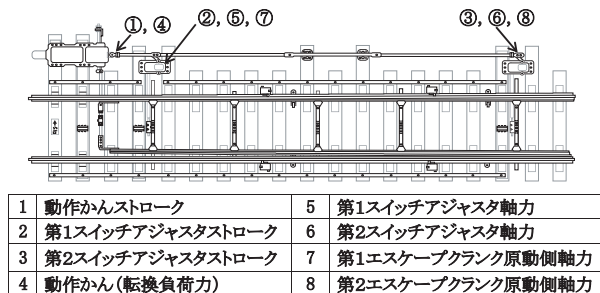 ①, ④
②, ⑤, ⑦
③, ⑥, ⑧
1 動作かんストローク 5 第1スイッチアジャスタ軸力
2 第1スイッチアジャスタストローク 6 第2スイッチアジャスタ軸力
3 第2スイッチアジャスタストローク 7 第1エスケープクランク原動側軸力
4 動作かん(転換負荷力) 8 第2エスケープクランク原動側軸力